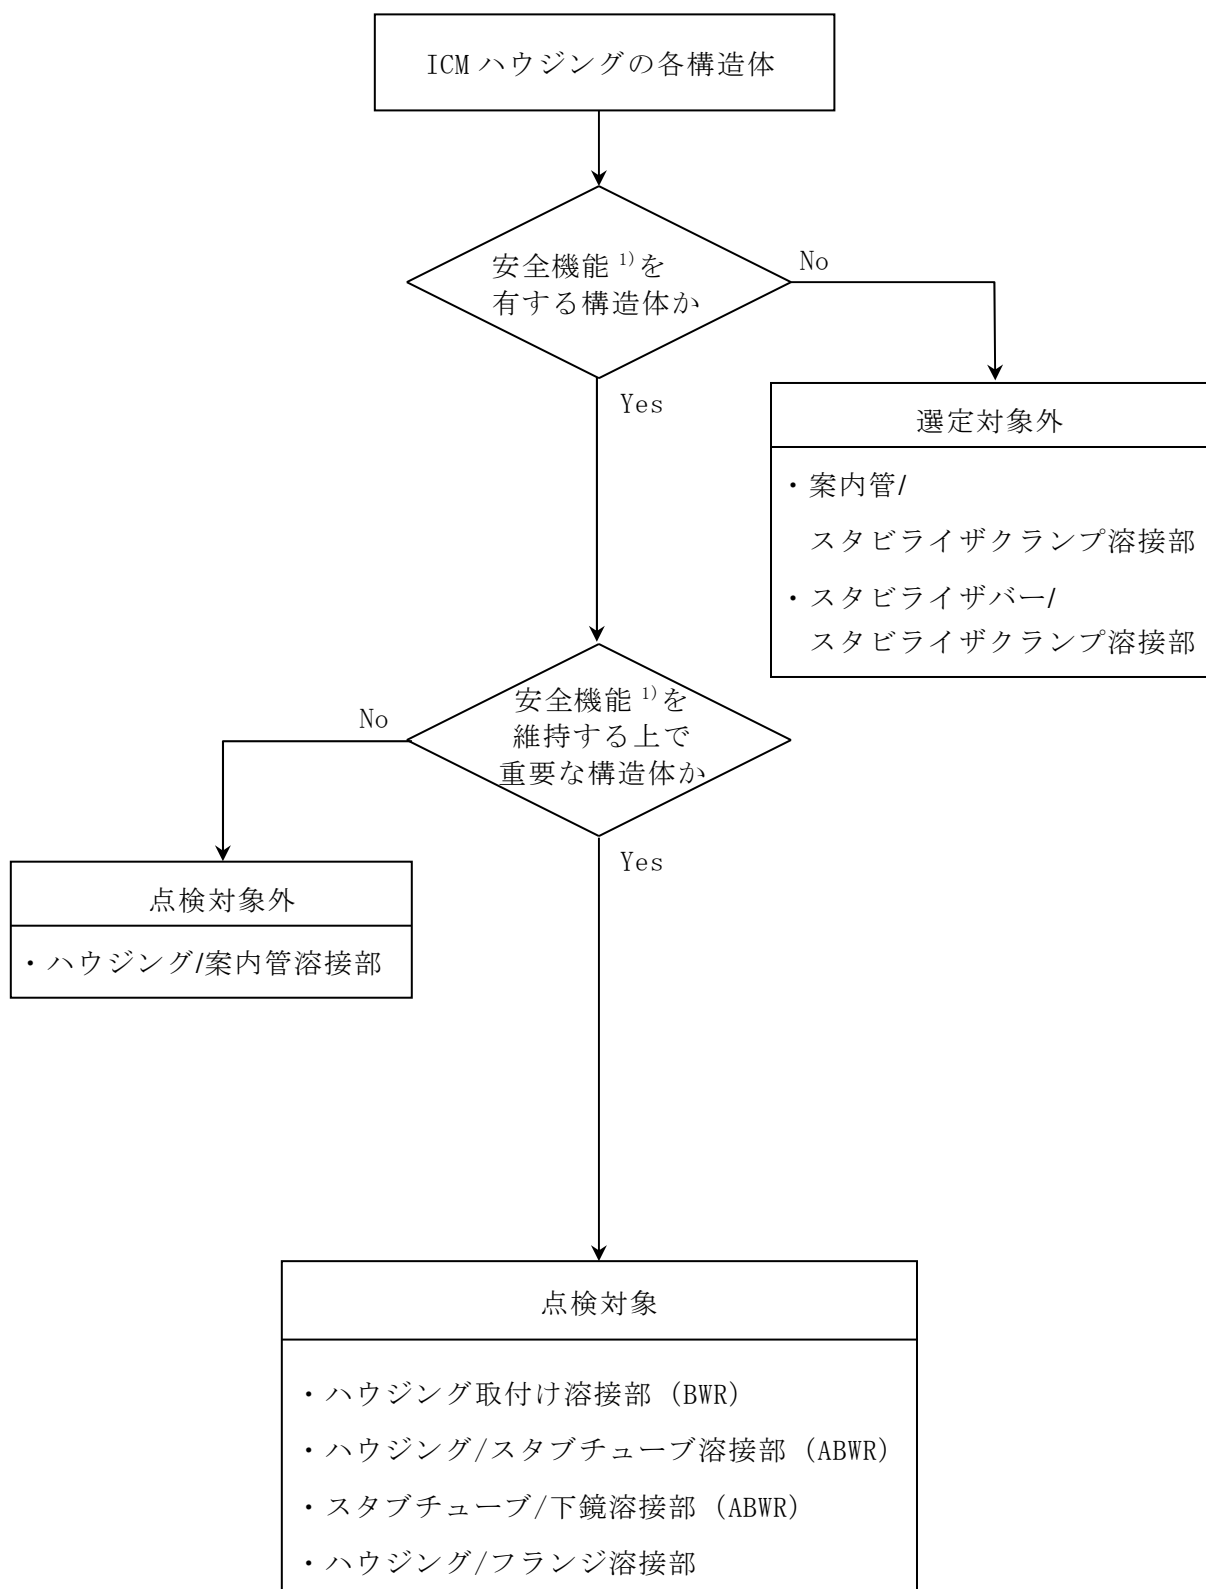 ICM ハウジングの各構造体
安全機能 1)を
有する構造体か
No
Yes
選定対象外
・案内管/
スタビライザクランプ溶接部
・スタビライザバー/
スタビライザクランプ溶接部
安全機能 1)を
維持する上で
重要な構造体か
No
Yes
点検対象外
・ハウジング/案内管溶接部
点検対象
・ハウジング取付け溶接部 (BWR)
・ハウジング/スタブチューブ溶接部 (ABWR)
・スタブチューブ/下鏡溶接部 (ABWR)
・ハウジング/フランジ溶接部